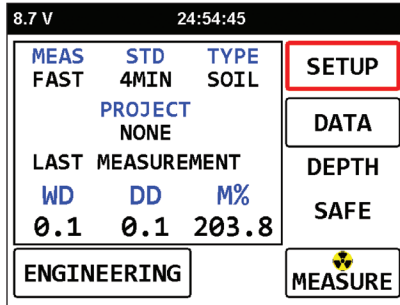 8.7 V 24:54:45
MEAS STD TYPE
FAST 4MIN SOIL
PROJECT
NONE
LAST MEASUREMENT
WD DD M%
0.1 0.1 203.8
SETUP
DATA
DEPTH
SAFE
ENGINEERING
MEASURE